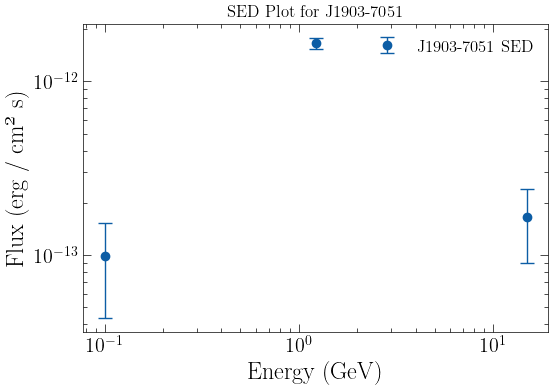 SED Plot for J1903-7051
J1903-7051 SED
Flux (erg / cm² s)
10⁻¹²
10⁻¹³
10⁻¹
10⁰
10¹
Energy (GeV)